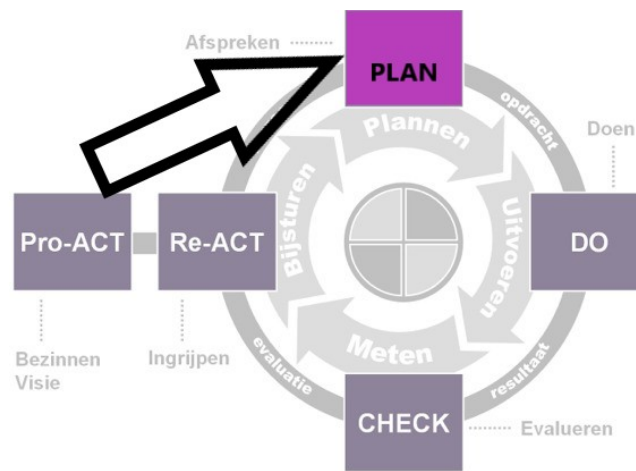 Afspreken
PLAN
opdracht
Plannen
Doen
Uitvoeren
Bijsturen
Pro-ACT
Re-ACT
DO
Bezinnen
Visie
Ingrijpen
Meten
evaluatie
resultaat
CHECK
Evalueren